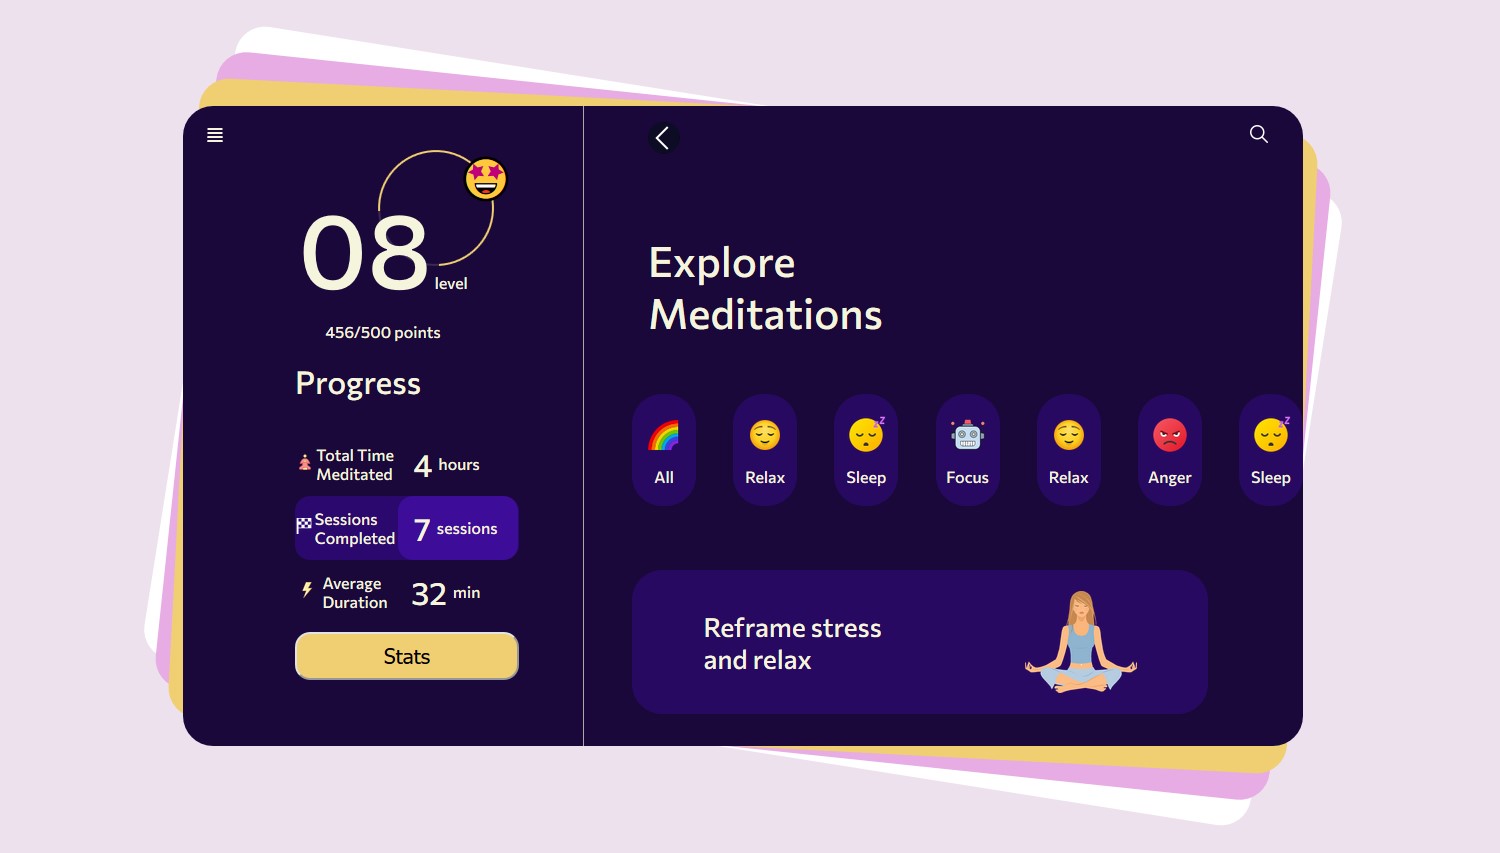 08
level
456/500 points
Progress
Total Time
Meditated
4 hours
Sessions
Completed
7 sessions
Average
Duration
32 min
Stats
Explore
Meditations
All
Relax
Sleep
Focus
Relax
Anger
Sleep
Reframe stress
and relax